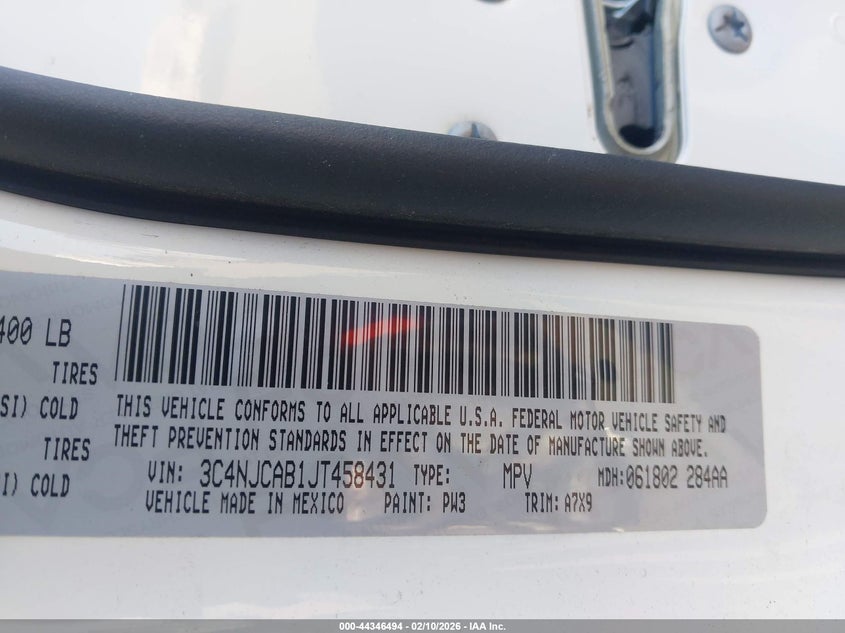 400 LB
TIRES
SI) COLD
TIRES
I) COLD
THIS VEHICLE CONFORMS TO ALL APPLICABLE U.S.A. FEDERAL MOTOR VEHICLE SAFETY AND
THEFT PREVENTION STANDARDS IN EFFECT ON THE DATE OF MANUFACTURE SHOWN ABOVE.
VIN: 3C4NJCAB1JT458431 TYPE: MPV MDH:061802 284AA
VEHICLE MADE IN MEXICO PAINT: PW3 TRIM: A7X9
000-44346494 - 02/10/2026 - IAA Inc.